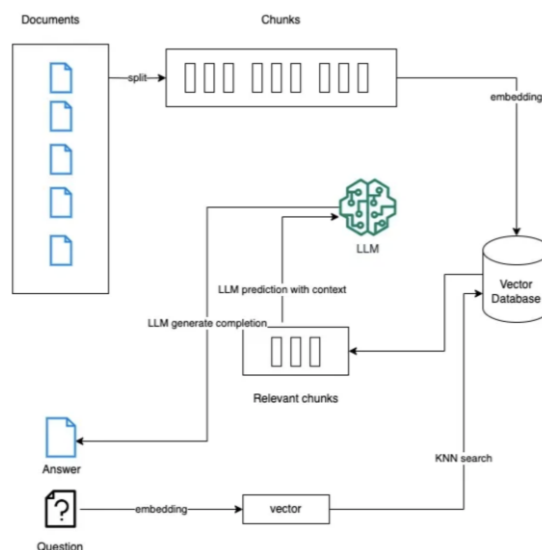 Documents
Chunks
split
embedding
LLM
Vector
Database
LLM prediction with context
LLM generate completion
Relevant chunks
KNN search
Answer
?
embedding
vector
Question